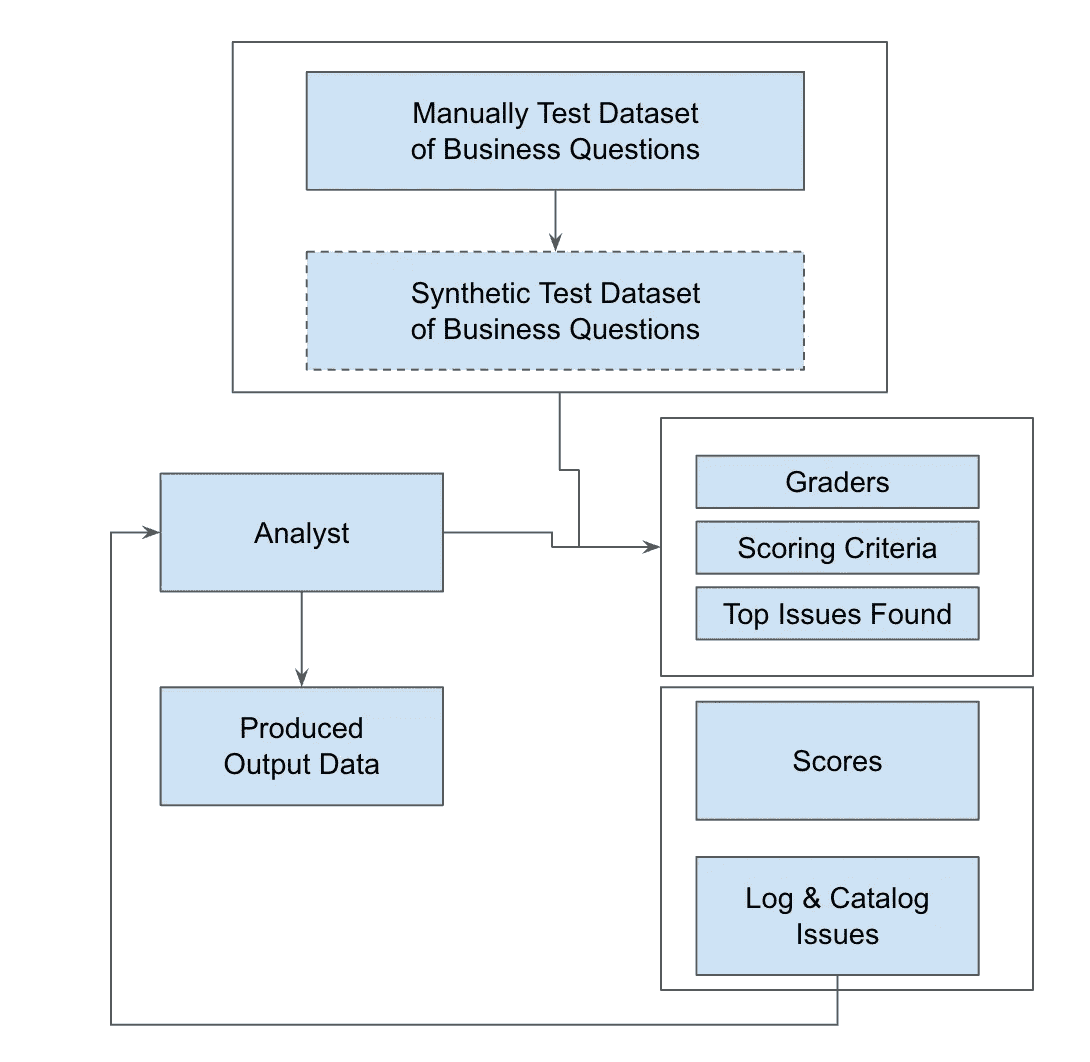 Manually Test Dataset
of Business Questions
Synthetic Test Dataset
of Business Questions
Analyst
Produced
Output Data
Graders
Scoring Criteria
Top Issues Found
Scores
Log & Catalog
Issues